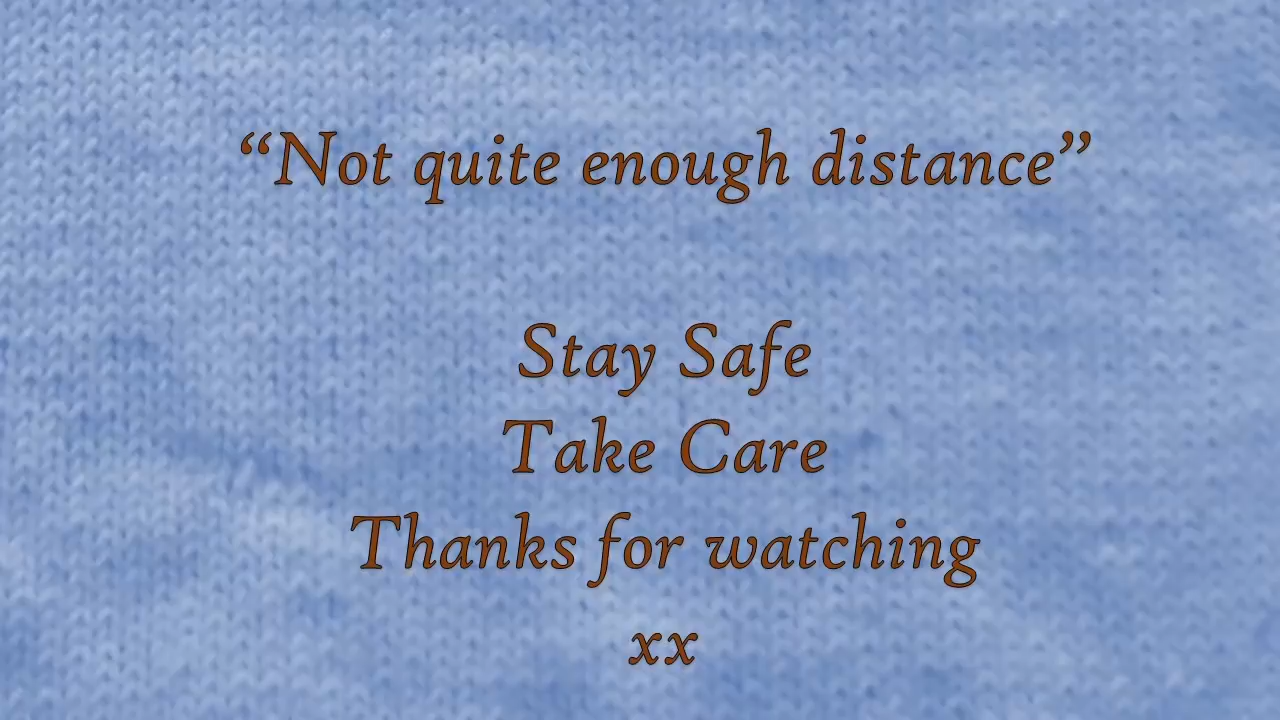 “Not quite enough distance”
Stay Safe
Take Care
Thanks for watching
xx